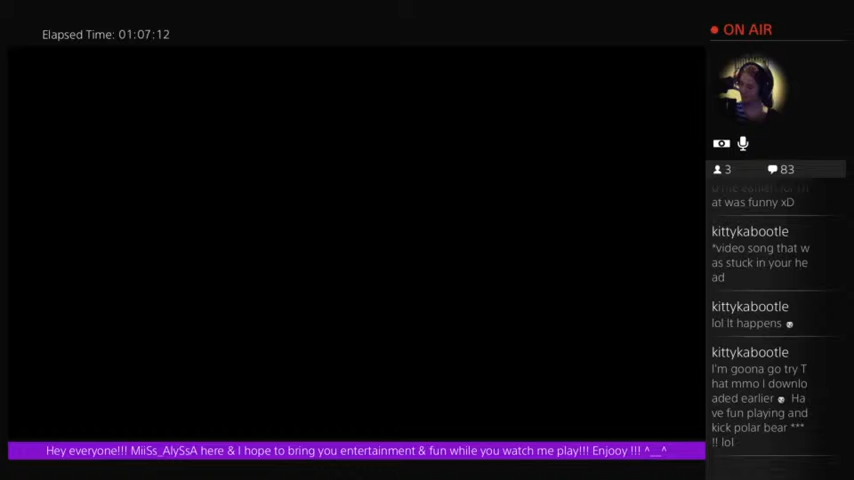 Elapsed Time: 01:07:12
ON AIR
3 83
at was funny xD
kittykabootle
*video song that w
as stuck in your he
ad
kittykabootle
lol It happens
kittykabootle
I'm goona go try T
hat mmo I downlo
aded earlier Ha
ve fun playing and
kick polar bear ***
!! lol
Hey everyone!!! MiiSs_AlySsA here & I hope to bring you entertainment & fun while you watch me play!!! Enjooy !!! ^__^